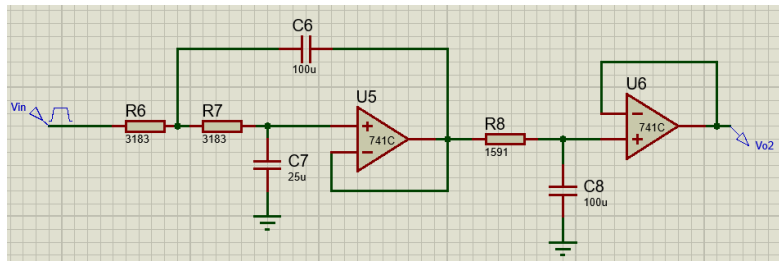 C6
100u
Vin
R6
3183
R7
3183
C7
25u
U5
+
741C
−
R8
1591
C8
100u
U6
−
741C
+
Vo2